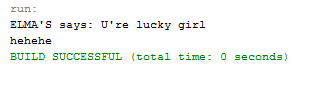 run:
ELMA'S says: U're lucky girl
hehehe
BUILD SUCCESSFUL (total time: 0 seconds)